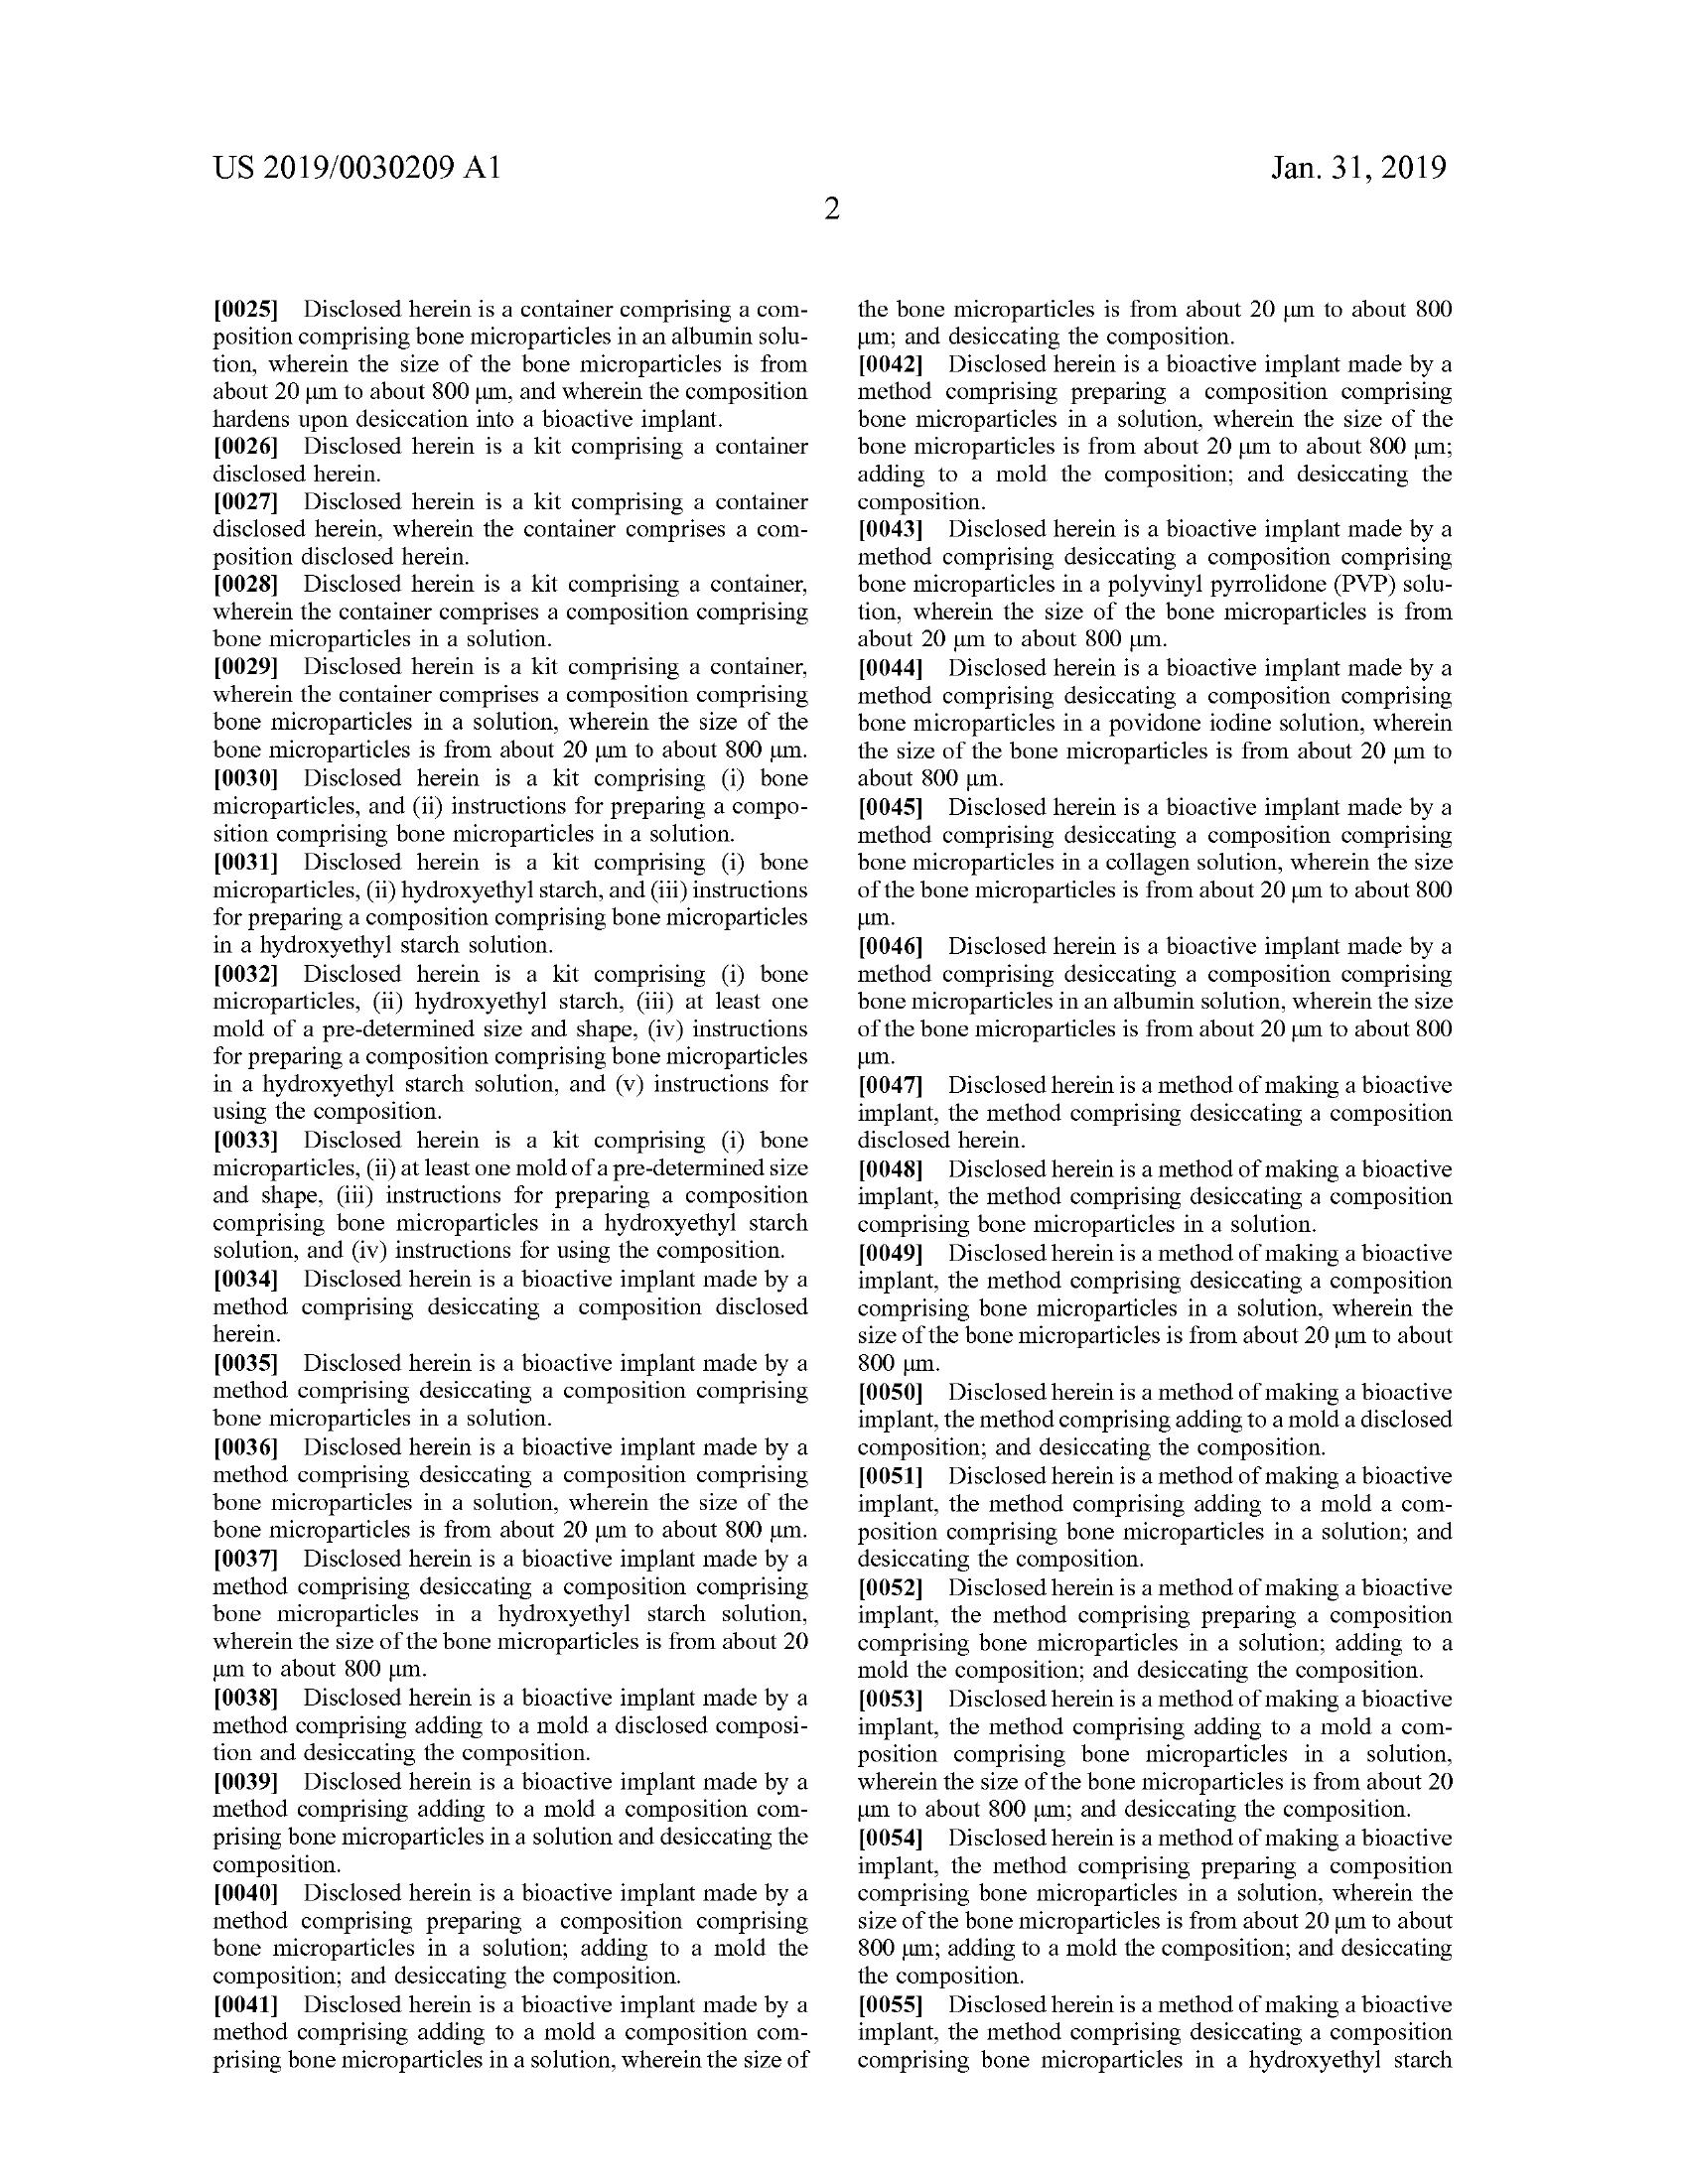 US 2019/0030209 A1
Jan. 31, 2019
2
[0025] Disclosed herein is a container comprising a com-
position comprising bone microparticles in an albumin solu-
tion, wherein the size of the bone microparticles is from
about 20 µm to about 800 µm, and wherein the composition
hardens upon desiccation into a bioactive implant.
[0026] Disclosed herein is a kit comprising a container
disclosed herein.
[0027] Disclosed herein is a kit comprising a container
disclosed herein, wherein the container comprises a com-
position disclosed herein.
[0028] Disclosed herein is a kit comprising a container,
wherein the container comprises a composition comprising
bone microparticles in a solution.
[0029] Disclosed herein is a kit comprising a container,
wherein the container comprises a composition comprising
bone microparticles in a solution, wherein the size of the
bone microparticles is from about 20 µm to about 800 µm.
[0030] Disclosed herein is a kit comprising (i) bone
microparticles, and (ii) instructions for preparing a compo-
sition comprising bone microparticles in a solution.
[0031] Disclosed herein is a kit comprising (i) bone
microparticles, (ii) hydroxyethyl starch, and (iii) instructions
for preparing a composition comprising bone microparticles
in a hydroxyethyl starch solution.
[0032] Disclosed herein is a kit comprising (i) bone
microparticles, (ii) hydroxyethyl starch, (iii) at least one
mold of a pre-determined size and shape, (iv) instructions
for preparing a composition comprising bone microparticles
in a hydroxyethyl starch solution, and (v) instructions for
using the composition.
[0033] Disclosed herein is a kit comprising (i) bone
microparticles, (ii) at least one mold of a pre-determined size
and shape, (iii) instructions for preparing a composition
comprising bone microparticles in a hydroxyethyl starch
solution, and (iv) instructions for using the composition.
[0034] Disclosed herein is a bioactive implant made by a
method comprising desiccating a composition disclosed
herein.
[0035] Disclosed herein is a bioactive implant made by a
method comprising desiccating a composition comprising
bone microparticles in a solution.
[0036] Disclosed herein is a bioactive implant made by a
method comprising desiccating a composition comprising
bone microparticles in a solution, wherein the size of the
bone microparticles is from about 20 µm to about 800 µm.
[0037] Disclosed herein is a bioactive implant made by a
method comprising desiccating a composition comprising
bone microparticles in a hydroxyethyl starch solution,
wherein the size of the bone microparticles is from about 20
µm to about 800 µm.
[0038] Disclosed herein is a bioactive implant made by a
method comprising adding to a mold a disclosed composi-
tion and desiccating the composition.
[0039] Disclosed herein is a bioactive implant made by a
method comprising adding to a mold a composition com-
prising bone microparticles in a solution and desiccating the
composition.
[0040] Disclosed herein is a bioactive implant made by a
method comprising preparing a composition comprising
bone microparticles in a solution; adding to a mold the
composition; and desiccating the composition.
[0041] Disclosed herein is a bioactive implant made by a
method comprising adding to a mold a composition com-
prising bone microparticles in a solution, wherein the size of
the bone microparticles is from about 20 µm to about 800
µm; and desiccating the composition.
[0042] Disclosed herein is a bioactive implant made by a
method comprising preparing a composition comprising
bone microparticles in a solution, wherein the size of the
bone microparticles is from about 20 µm to about 800 µm;
adding to a mold the composition; and desiccating the
composition.
[0043] Disclosed herein is a bioactive implant made by a
method comprising desiccating a composition comprising
bone microparticles in a polyvinyl pyrrolidone (PVP) solu-
tion, wherein the size of the bone microparticles is from
about 20 µm to about 800 µm.
[0044] Disclosed herein is a bioactive implant made by a
method comprising desiccating a composition comprising
bone microparticles in a povidone iodine solution, wherein
the size of the bone microparticles is from about 20 µm to
about 800 µm.
[0045] Disclosed herein is a bioactive implant made by a
method comprising desiccating a composition comprising
bone microparticles in a collagen solution, wherein the size
of the bone microparticles is from about 20 µm to about 800
µm.
[0046] Disclosed herein is a bioactive implant made by a
method comprising desiccating a composition comprising
bone microparticles in an albumin solution, wherein the size
of the bone microparticles is from about 20 µm to about 800
µm.
[0047] Disclosed herein is a method of making a bioactive
implant, the method comprising desiccating a composition
disclosed herein.
[0048] Disclosed herein is a method of making a bioactive
implant, the method comprising desiccating a composition
comprising bone microparticles in a solution.
[0049] Disclosed herein is a method of making a bioactive
implant, the method comprising desiccating a composition
comprising bone microparticles in a solution, wherein the
size of the bone microparticles is from about 20 µm to about
800 µm.
[0050] Disclosed herein is a method of making a bioactive
implant, the method comprising adding to a mold a disclosed
composition; and desiccating the composition.
[0051] Disclosed herein is a method of making a bioactive
implant, the method comprising adding to a mold a com-
position comprising bone microparticles in a solution; and
desiccating the composition.
[0052] Disclosed herein is a method of making a bioactive
implant, the method comprising preparing a composition
comprising bone microparticles in a solution; adding to a
mold the composition; and desiccating the composition.
[0053] Disclosed herein is a method of making a bioactive
implant, the method comprising adding to a mold a com-
position comprising bone microparticles in a solution,
wherein the size of the bone microparticles is from about 20
µm to about 800 µm; and desiccating the composition.
[0054] Disclosed herein is a method of making a bioactive
implant, the method comprising preparing a composition
comprising bone microparticles in a solution, wherein the
size of the bone microparticles is from about 20 µm to about
800 µm; adding to a mold the composition; and desiccating
the composition.
[0055] Disclosed herein is a method of making a bioactive
implant, the method comprising desiccating a composition
comprising bone microparticles in a hydroxyethyl starch